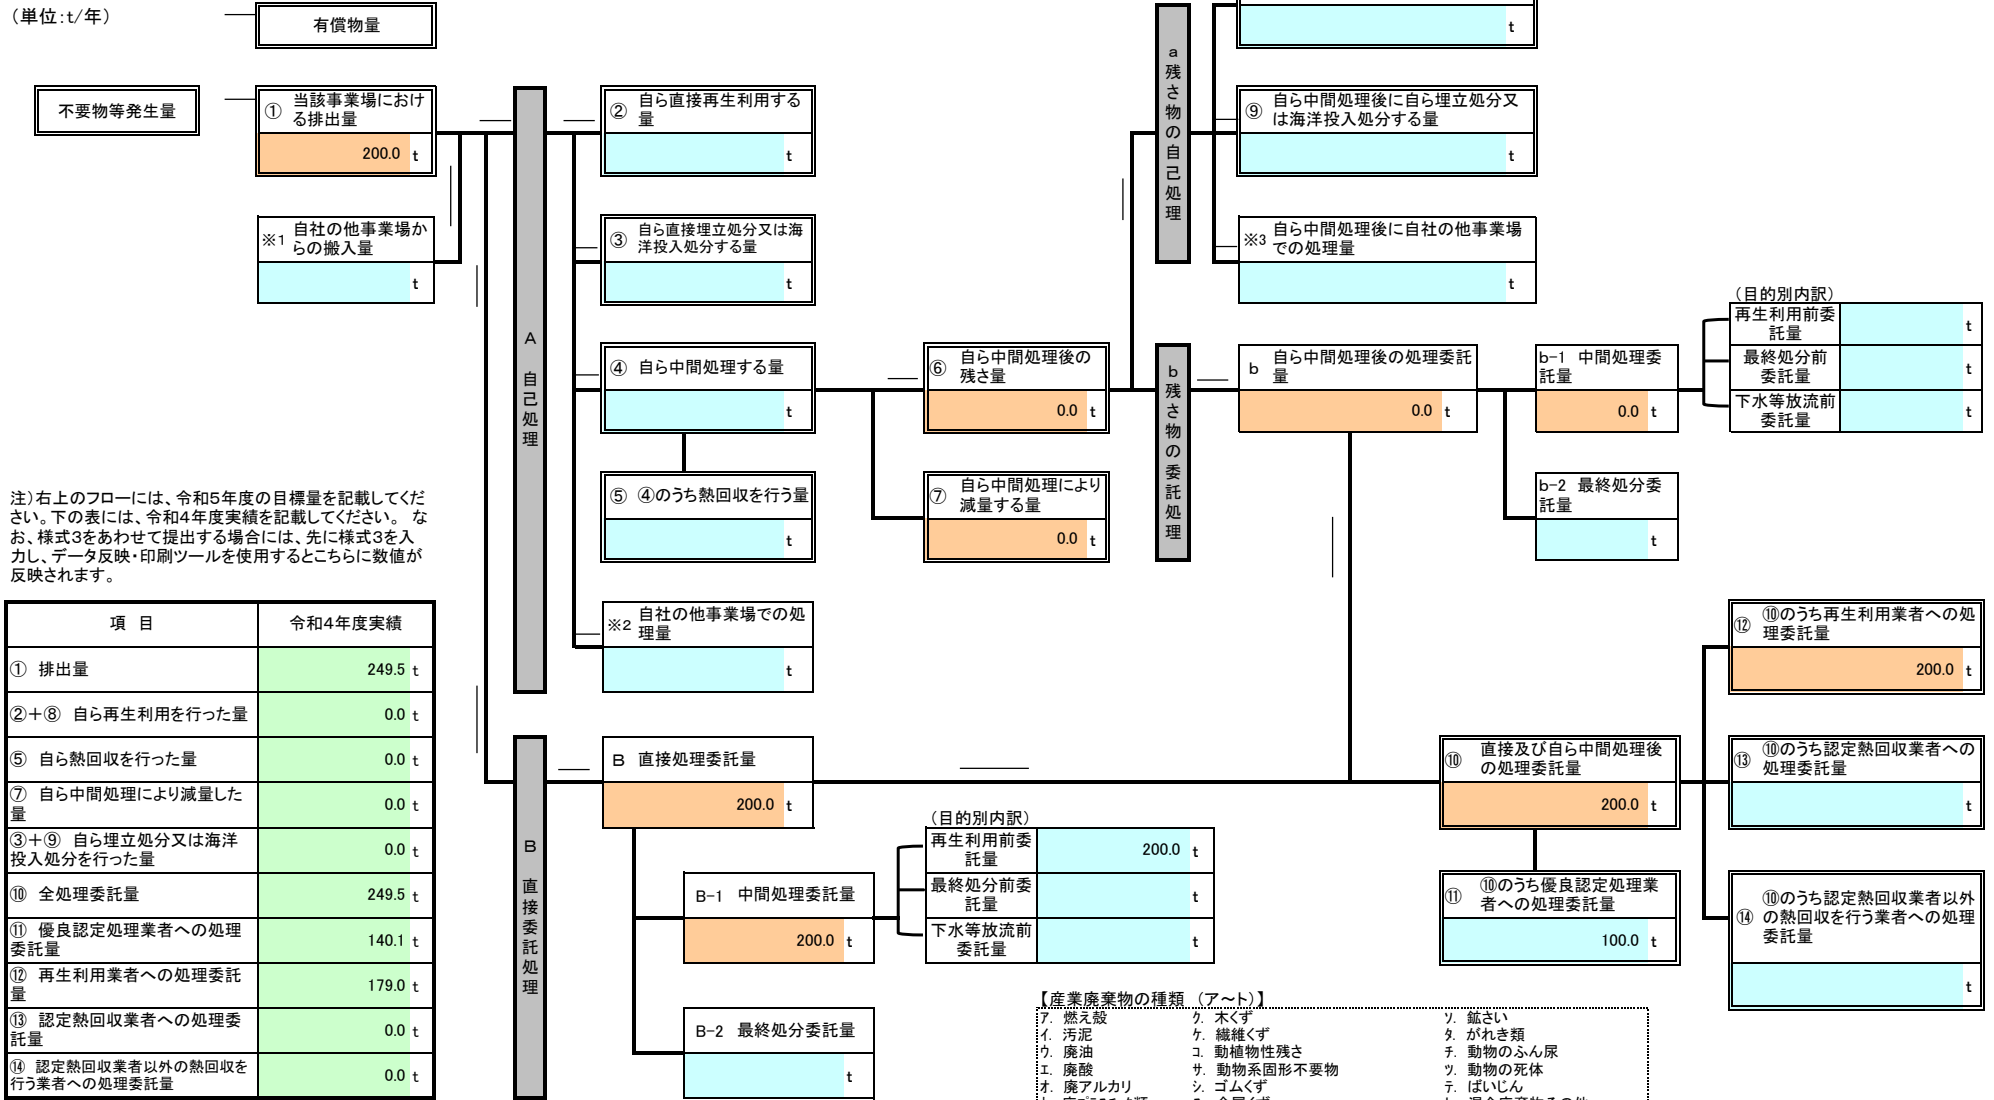 （単位:t/年）
有償物量
t
不要物等発生量
① 当該事業場におけ
る排出量
200.0 t
※1 自社の他事業場か
らの搬入量
t
A 自己処理
② 自ら直接再生利用する
量
t
③ 自ら直接埋立処分又は海
洋投入処分する量
t
④ 自ら中間処理する量
t
⑤ ④のうち熱回収を行う量
t
※2 自社の他事業場での処
理量
t
⑥ 自ら中間処理後の
残さ量
0.0 t
⑦ 自ら中間処理により
減量する量
0.0 t
a 残さ物の自己処理
⑨ 自ら中間処理後に自ら埋立処分又
は海洋投入処分する量
t
※3 自ら中間処理後に自社の他事業場
での処理量
t
b 残さ物の委託処理
b 自ら中間処理後の処理委託
量
0.0 t
b-1 中間処理委
託量
0.0 t
b-2 最終処分委
託量
t
（目的別内訳）
再生利用前委
託量
t
最終処分前
委託量
t
下水等放流前
委託量
t
注）右上のフローには、令和5年度の目標量を記載してくだ
さい。下の表には、令和4年度実績を記載してください。 な
お、様式3をあわせて提出する場合には、先に様式3を入
力し、データ反映・印刷ツールを使用するとこちらに数値が
反映されます。
項 目 令和4年度実績
① 排出量 249.5 t
②＋⑧ 自ら再生利用を行った量 0.0 t
⑤ 自ら熱回収を行った量 0.0 t
⑦ 自ら中間処理により減量した
量 0.0 t
③＋⑨ 自ら埋立処分又は海洋
投入処分を行った量 0.0 t
⑩ 全処理委託量 249.5 t
⑪ 優良認定処理業者への処理
委託量 140.1 t
⑫ 再生利用業者への処理委託
量 179.0 t
⑬ 認定熱回収業者への処理委
託量 0.0 t
⑭ 認定熱回収業者以外の熱回収を
行う業者への処理委託量 0.0 t
B 直接委託処理
B 直接処理委託量
200.0 t
B-1 中間処理委託量
200.0 t
B-2 最終処分委託量
t
（目的別内訳）
再生利用前委
託量
200.0 t
最終処分前委
託量
t
下水等放流前
委託量
t
⑩ 直接及び自ら中間処理後
の処理委託量
200.0 t
⑪ ⑩のうち優良認定処理業
者への処理委託量
100.0 t
⑫ ⑩のうち再生利用業者への処
理委託量
200.0 t
⑬ ⑩のうち認定熱回収業者への
処理委託量
t
⑭ ⑩のうち認定熱回収業者以外
の熱回収を行う業者への処理
委託量
t
【産業廃棄物の種類 （ア～ト）】
ア. 燃え殻 ク. 木くず ソ. 鉱さい
イ. 汚泥 ケ. 繊維くず タ. がれき類
ウ. 廃油 コ. 動植物性残さ チ. 動物のふん尿
エ. 廃酸 サ. 動物系固形不要物 ツ. 動物の死体
オ. 廃アルカリ シ. ゴムくず テ. ばいじん